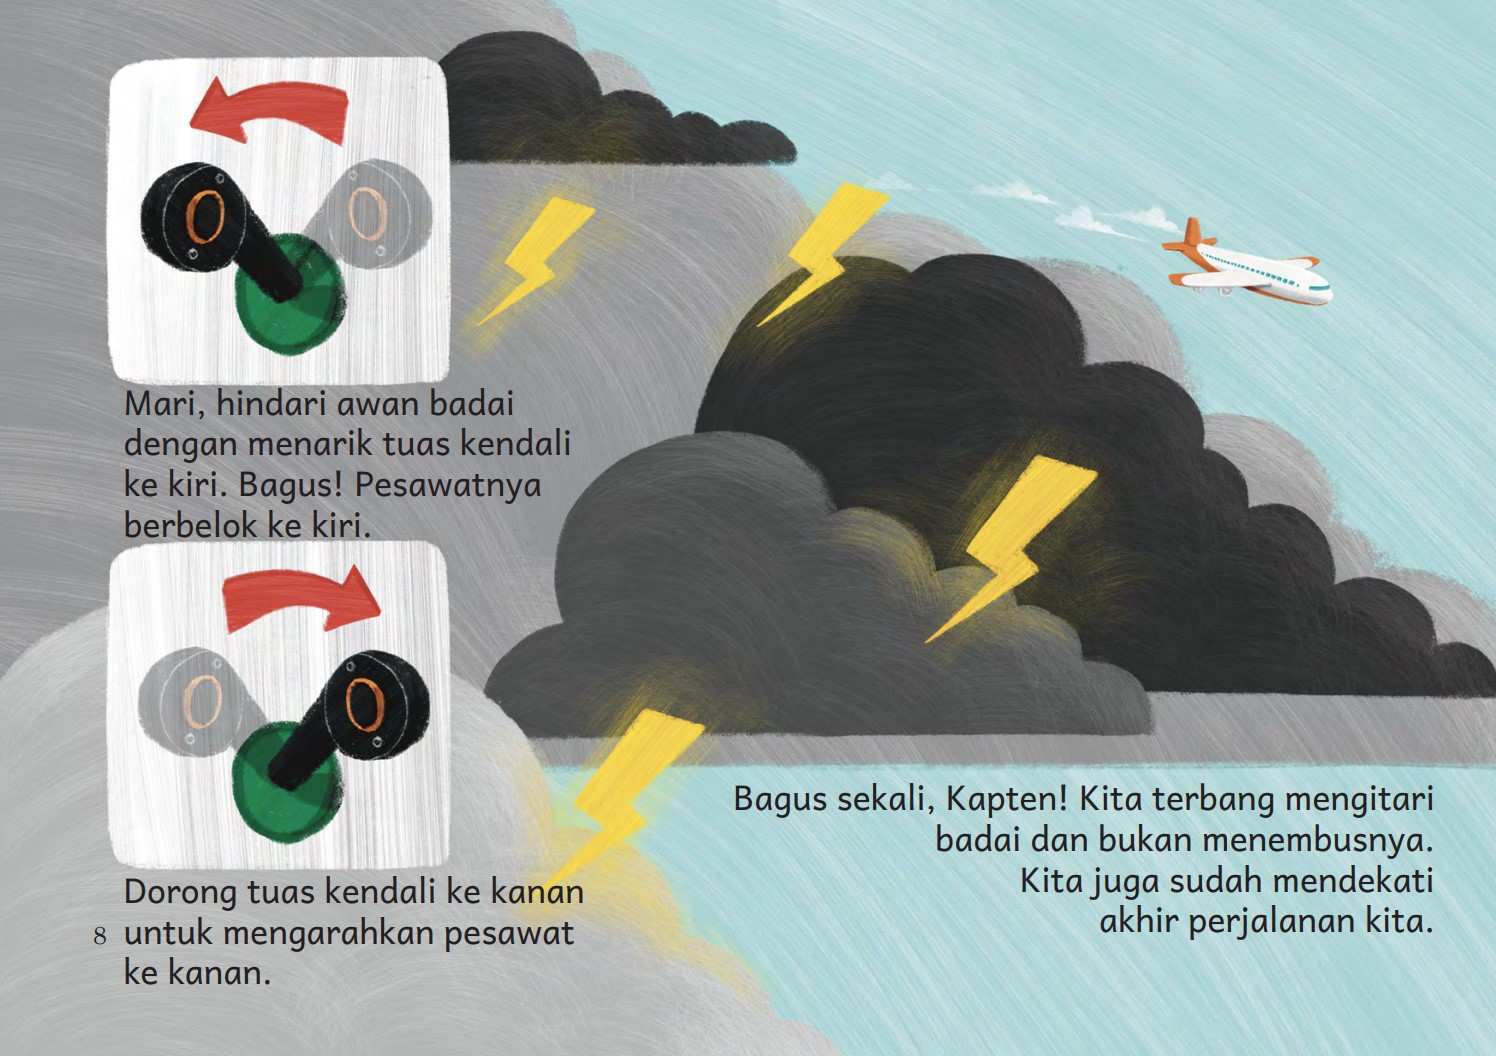 Mari, hindari awan badai
dengan menarik tuas kendali
ke kiri. Bagus! Pesawatnya
berbelok ke kiri.
Dorong tuas kendali ke kanan
8 untuk mengarahkan pesawat
ke kanan.
Bagus sekali, Kapten! Kita terbang mengitari
badai dan bukan menembusnya.
Kita juga sudah mendekati
akhir perjalanan kita.